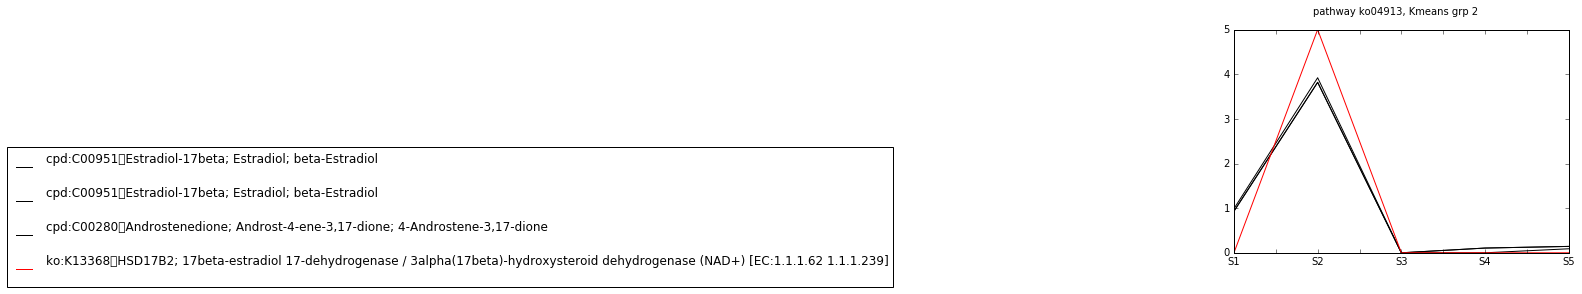 pathway ko04913, Kmeans grp 2
5
4
3
2
1
0
S1 S2 S3 S4 S5
cpd:C00951 Estradiol-17beta; Estradiol; beta-Estradiol
cpd:C00951 Estradiol-17beta; Estradiol; beta-Estradiol
cpd:C00280 Androstenedione; Androst-4-ene-3,17-dione; 4-Androstene-3,17-dione
ko:K13368 HSD17B2; 17beta-estradiol 17-dehydrogenase / 3alpha(17beta)-hydroxysteroid dehydrogenase (NAD+) [EC:1.1.1.62 1.1.1.239]